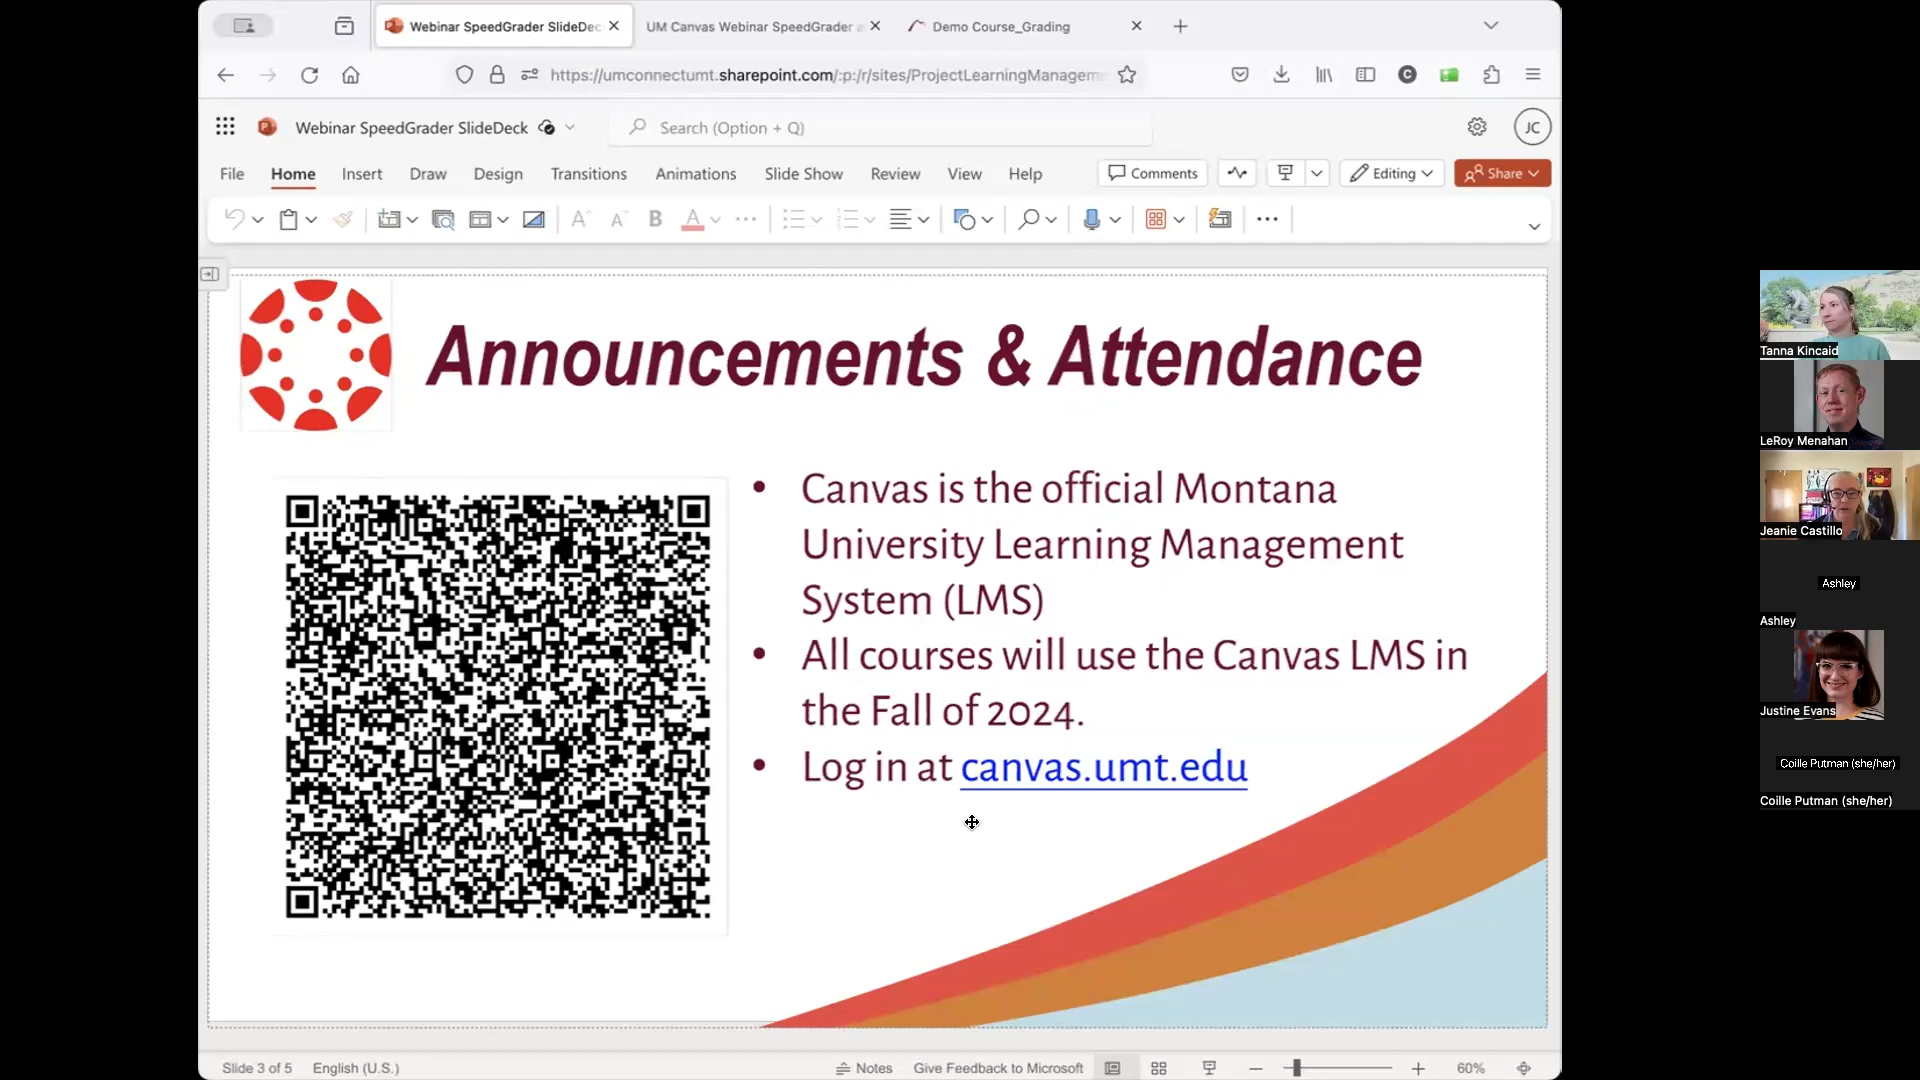 Webinar SpeedGrader SlideDec
UM Canvas Webinar SpeedGrader a
Demo Course_Grading
https://umconnectumt.sharepoint.com/:p:/r/sites/ProjectLearningManagem
Webinar SpeedGrader SlideDeck
Search (Option + Q)
JC
File Home Insert Draw Design Transitions Animations Slide Show Review View Help
Comments
Editing
Share
Announcements & Attendance
• Canvas is the official Montana
University Learning Management
System (LMS)
• All courses will use the Canvas LMS in
the Fall of 2024.
• Log in at canvas.umt.edu
Tanna Kincaid
LeRoy Menahan
Jeanie Castillo
Ashley
Ashley
Justine Evans
Coille Putman (she/her)
Coille Putman (she/her)
Slide 3 of 5 English (U.S.) Notes Give Feedback to Microsoft 60%